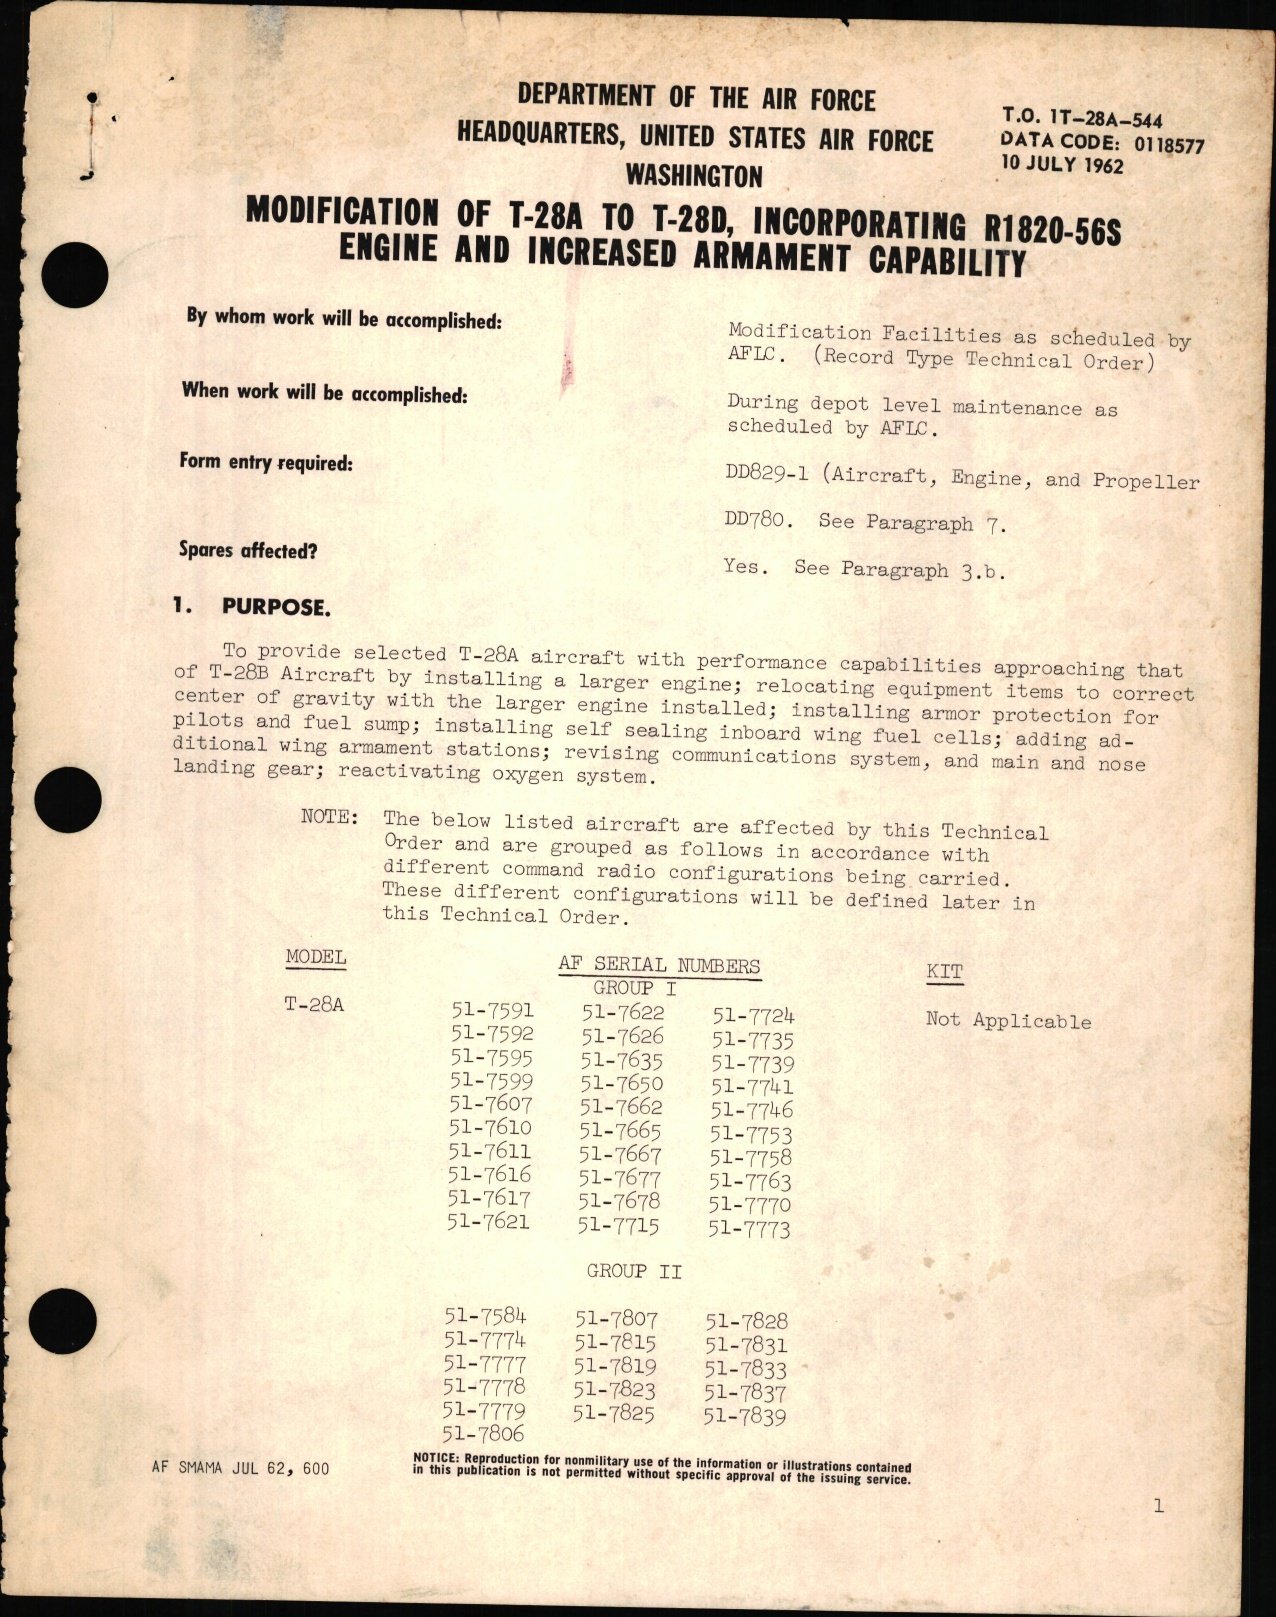 DEPARTMENT OF THE AIR FORCE
HEADQUARTERS, UNITED STATES AIR FORCE
WASHINGTON
T.O. 1T-28A-544
DATA CODE: 0118577
10 JULY 1962
MODIFICATION OF T-28A TO T-28D, INCORPORATING R1820-56S
ENGINE AND INCREASED ARMAMENT CAPABILITY
By whom work will be accomplished:
Modification Facilities as scheduled by
AFLC. (Record Type Technical Order)
When work will be accomplished:
During depot level maintenance as
scheduled by AFLC.
Form entry required:
DD829-1 (Aircraft, Engine, and Propeller
DD780. See Paragraph 7.
Spares affected?
Yes. See Paragraph 3.b.
1. PURPOSE.
To provide selected T-28A aircraft with performance capabilities approaching that
of T-28B Aircraft by installing a larger engine; relocating equipment items to correct
center of gravity with the larger engine installed; installing armor protection for
pilots and fuel sump; installing self sealing inboard wing fuel cells; adding ad-
ditional wing armament stations; revising communications system, and main and nose
landing gear; reactivating oxygen system.
NOTE: The below listed aircraft are affected by this Technical
Order and are grouped as follows in accordance with
different command radio configurations being carried.
These different configurations will be defined later in
this Technical Order.
MODEL AF SERIAL NUMBERS KIT
GROUP I
T-28A 51-7591 51-7622 51-7724 Not Applicable
51-7592 51-7626 51-7735
51-7595 51-7635 51-7739
51-7599 51-7650 51-7741
51-7607 51-7662 51-7746
51-7610 51-7665 51-7753
51-7611 51-7667 51-7758
51-7616 51-7677 51-7763
51-7617 51-7678 51-7770
51-7621 51-7715 51-7773
GROUP II
51-7584 51-7807 51-7828
51-7774 51-7815 51-7831
51-7777 51-7819 51-7833
51-7778 51-7823 51-7837
51-7779 51-7825 51-7839
51-7806
AF SMAMA JUL 62, 600
NOTICE: Reproduction for nonmilitary use of the information or illustrations contained
in this publication is not permitted without specific approval of the issuing service.
1